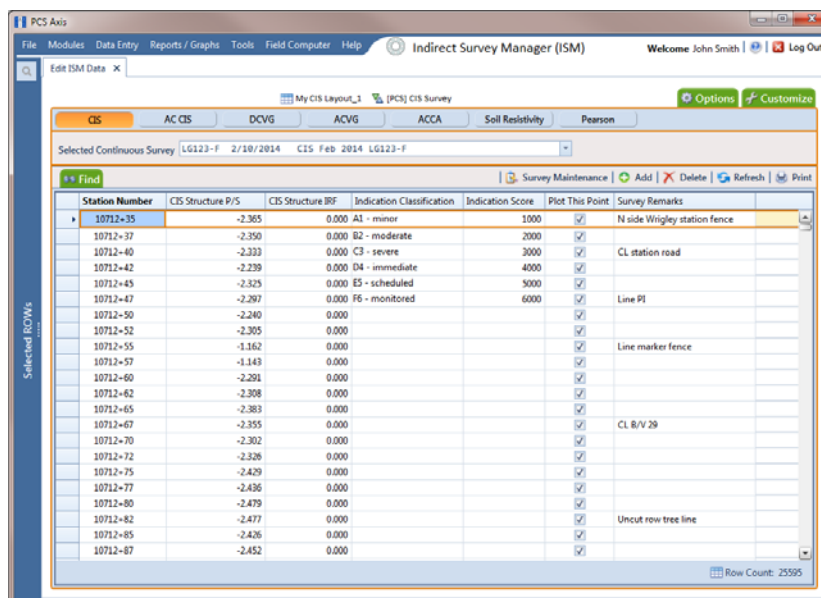 PCS Axis
File Modules Data Entry Reports / Graphs Tools Field Computer Help Indirect Survey Manager (ISM) Welcome John Smith | | Log Out
Edit ISM Data
My CIS Layout_1 [PCS] CIS Survey
Options Customize
CIS AC CIS DCVG ACVG ACCA Soil Resistivity Pearson
Selected Continuous Survey LG123-F 2/10/2014 CIS Feb 2014 LG123-F
Find | Survey Maintenance | Add | Delete | Refresh | Print
Station Number CIS Structure P/S CIS Structure IRF Indication Classification Indication Score Plot This Point Survey Remarks
10712+35 -2.365 0.000 A1 - minor 1000 N side Wrigley station fence
10712+37 -2.350 0.000 B2 - moderate 2000
10712+40 -2.333 0.000 C3 - severe 3000 CL station road
10712+42 -2.239 0.000 D4 - immediate 4000
10712+45 -2.325 0.000 E5 - scheduled 5000
10712+47 -2.297 0.000 F6 - monitored 6000 Line PI
10712+50 -2.240 0.000
10712+52 -2.305 0.000
10712+55 -1.162 0.000 Line marker fence
10712+57 -1.143 0.000
10712+60 -2.291 0.000
10712+62 -2.308 0.000
10712+65 -2.383 0.000
10712+67 -2.355 0.000 CL B/V 29
10712+70 -2.302 0.000
10712+72 -2.326 0.000
10712+75 -2.429 0.000
10712+77 -2.436 0.000
10712+80 -2.479 0.000
10712+82 -2.477 0.000 Uncut row tree line
10712+85 -2.426 0.000
10712+87 -2.452 0.000
Row Count: 25595
Selected ROWs